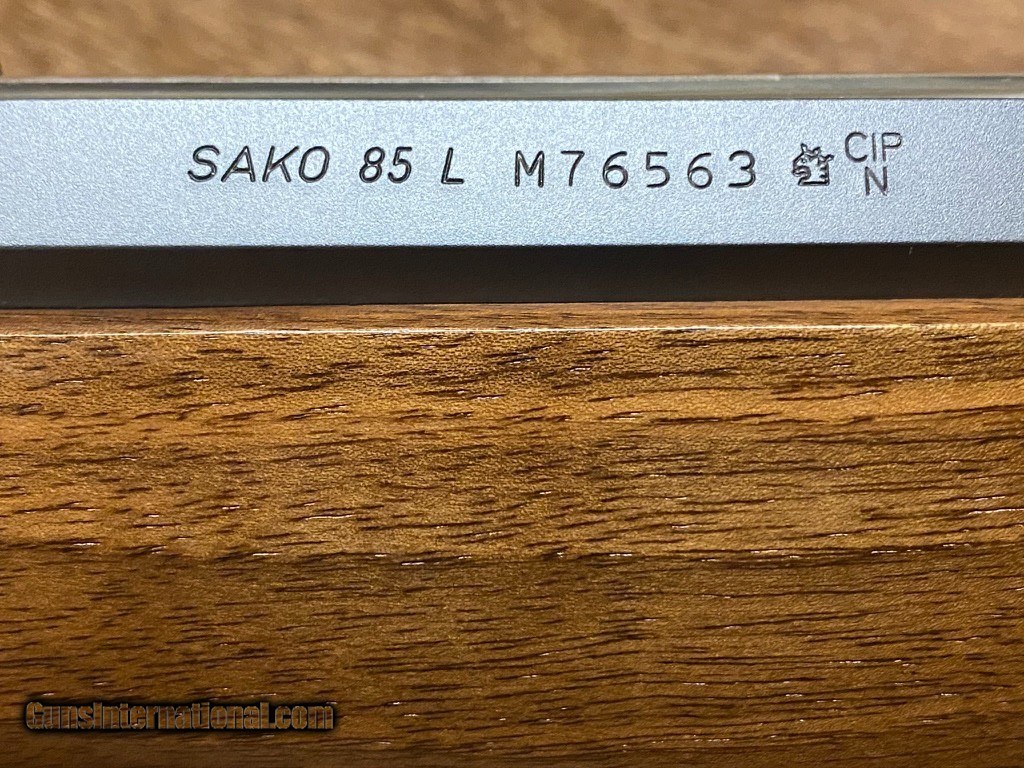 SAKO 85 L M76563 CIP
N
GunsInternational.com